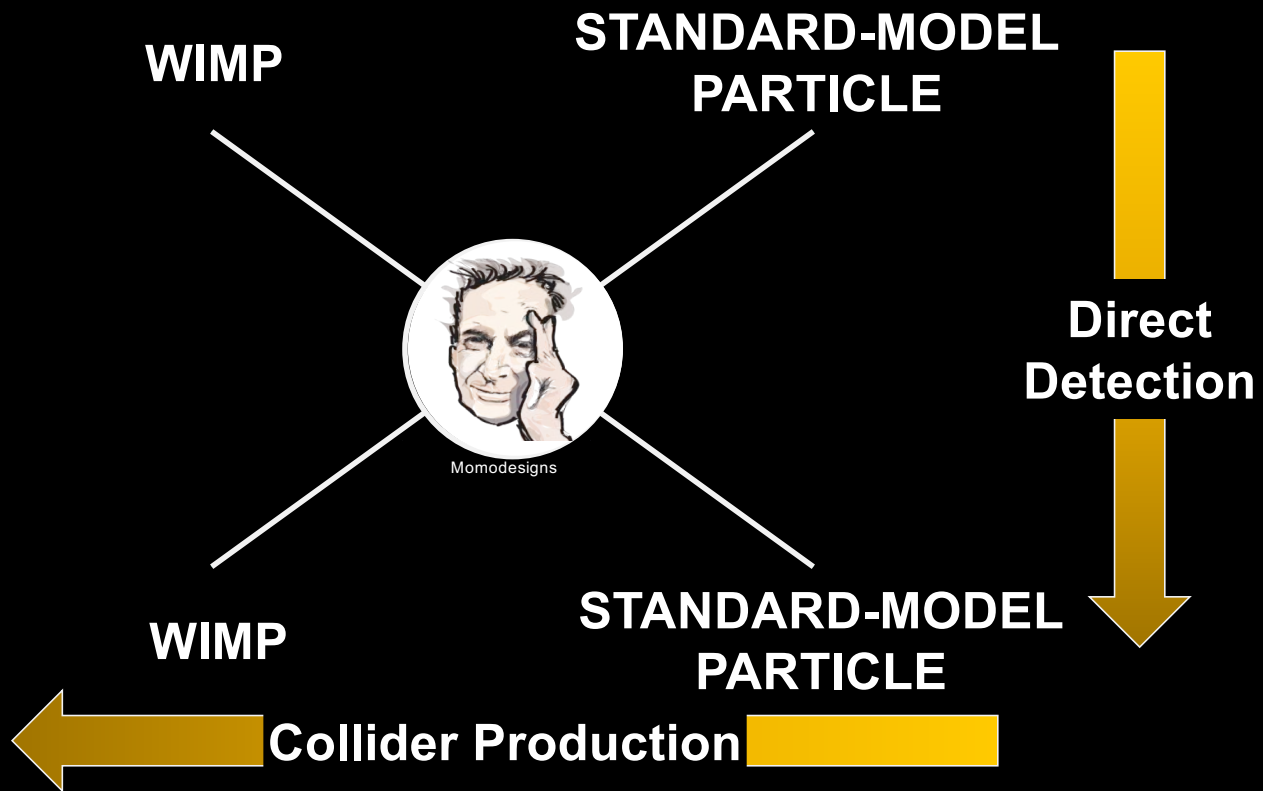 WIMP
STANDARD-MODEL
PARTICLE
Direct
Detection
Momodesigns
WIMP
STANDARD-MODEL
PARTICLE
Collider Production